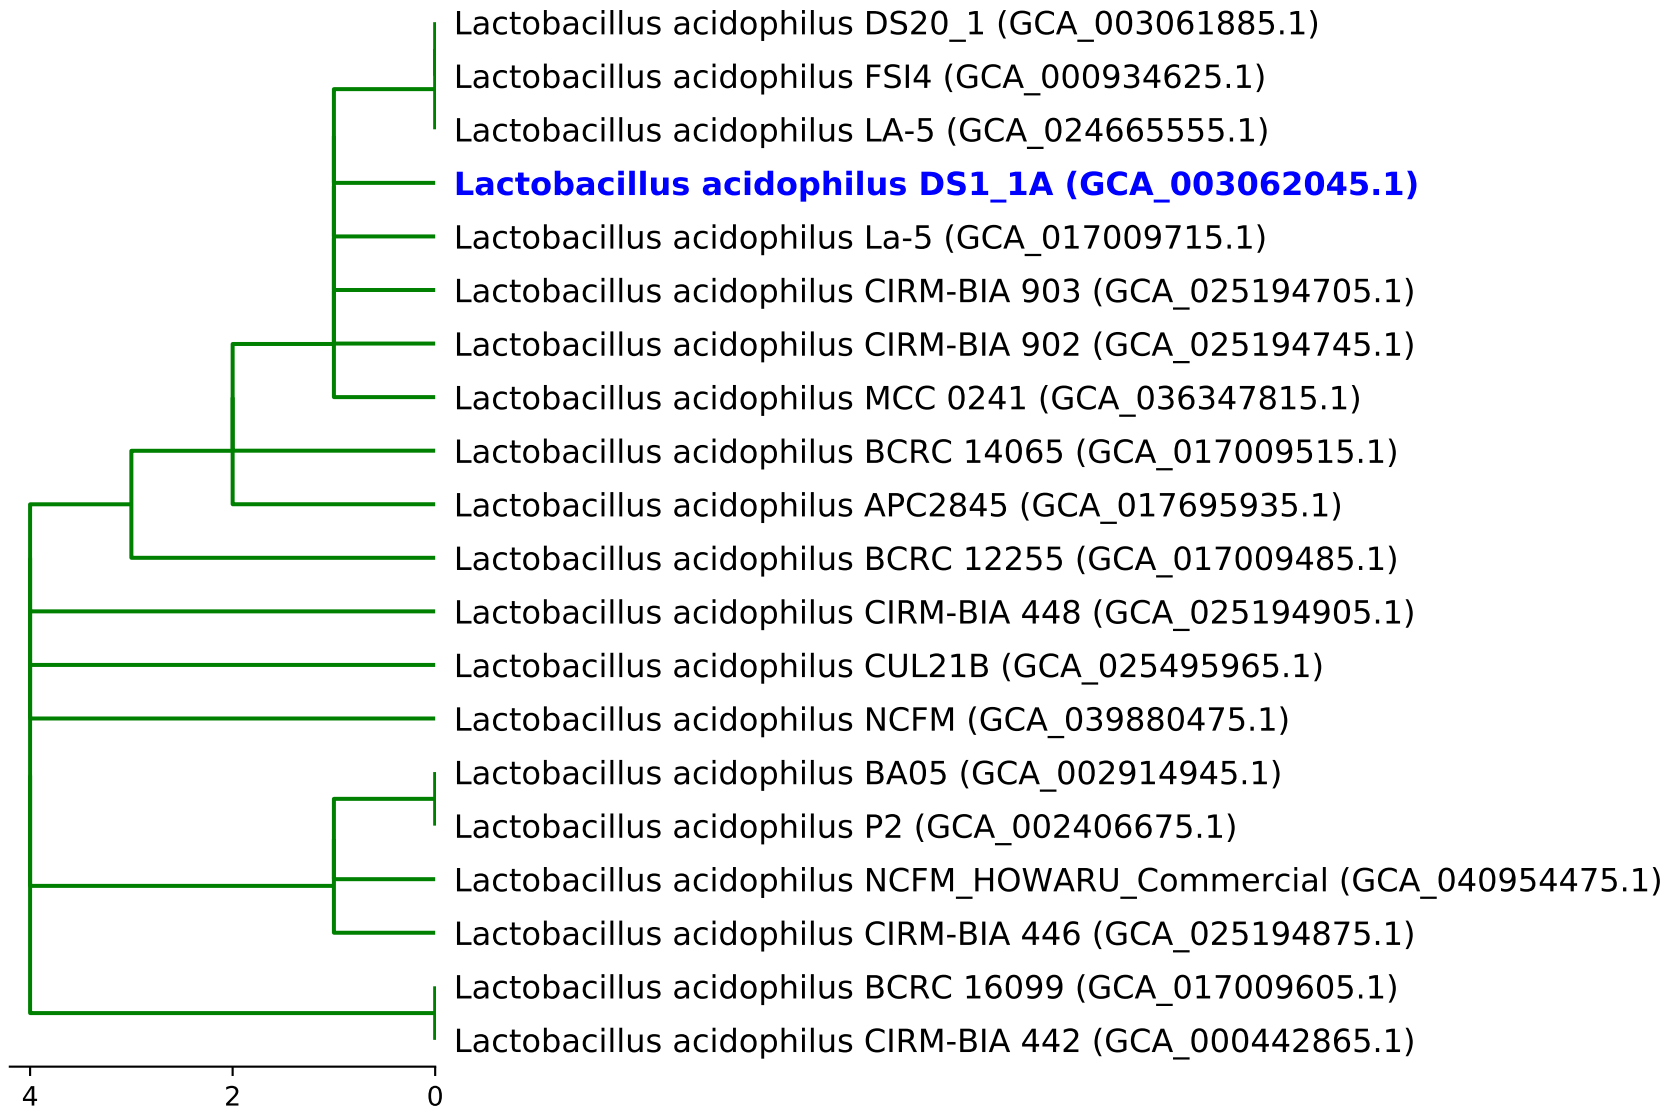 Lactobacillus acidophilus DS20_1 (GCA_003061885.1)
Lactobacillus acidophilus FSI4 (GCA_000934625.1)
Lactobacillus acidophilus LA-5 (GCA_024665555.1)
Lactobacillus acidophilus DS1_1A (GCA_003062045.1)
Lactobacillus acidophilus La-5 (GCA_017009715.1)
Lactobacillus acidophilus CIRM-BIA 903 (GCA_025194705.1)
Lactobacillus acidophilus CIRM-BIA 902 (GCA_025194745.1)
Lactobacillus acidophilus MCC 0241 (GCA_036347815.1)
Lactobacillus acidophilus BCRC 14065 (GCA_017009515.1)
Lactobacillus acidophilus APC2845 (GCA_017695935.1)
Lactobacillus acidophilus BCRC 12255 (GCA_017009485.1)
Lactobacillus acidophilus CIRM-BIA 448 (GCA_025194905.1)
Lactobacillus acidophilus CUL21B (GCA_025495965.1)
Lactobacillus acidophilus NCFM (GCA_039880475.1)
Lactobacillus acidophilus BA05 (GCA_002914945.1)
Lactobacillus acidophilus P2 (GCA_002406675.1)
Lactobacillus acidophilus NCFM_HOWARU_Commercial (GCA_040954475.1)
Lactobacillus acidophilus CIRM-BIA 446 (GCA_025194875.1)
Lactobacillus acidophilus BCRC 16099 (GCA_017009605.1)
Lactobacillus acidophilus CIRM-BIA 442 (GCA_000442865.1)
4 2 0